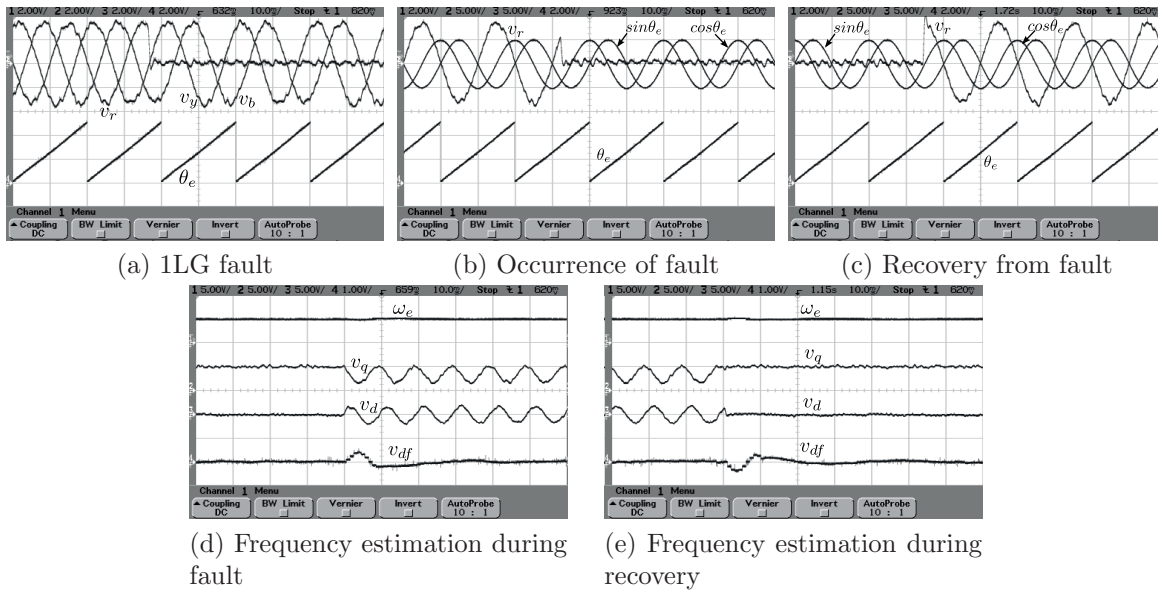 1 2.00V/ 2 2.00V/ 3 2.00V/ 4 2.00V/ 632 10.0 Stop 1 620
v_r v_y v_b
θ_e
Channel 1 Menu
Coupling DC BW Limit Vernier Invert AutoProbe 10 : 1
(a) 1LG fault
1 2.00V/ 2 5.00V/ 3 5.00V/ 4 2.00V/ 923 10.0 Stop 1 620
v_r sinθ_e cosθ_e
θ_e
Channel 1 Menu
Coupling DC BW Limit Vernier Invert AutoProbe 10 : 1
(b) Occurrence of fault
1 2.00V/ 2 5.00V/ 3 5.00V/ 4 2.00V/ 1.72s 10.0 Stop 1 620
sinθ_e v_r cosθ_e
θ_e
Channel 1 Menu
Coupling DC BW Limit Vernier Invert AutoProbe 10 : 1
(c) Recovery from fault
1 5.00V/ 2 5.00V/ 3 5.00V/ 4 1.00V/ 659 10.0 Stop 1 620
ω_e
v_q
v_d
v_df
Channel 1 Menu
Coupling DC BW Limit Vernier Invert AutoProbe 10 : 1
(d) Frequency estimation during
fault
1 5.00V/ 2 5.00V/ 3 5.00V/ 4 1.00V/ 1.15s 10.0 Stop 1 620
ω_e
v_q
v_d
v_df
Channel 1 Menu
Coupling DC BW Limit Vernier Invert AutoProbe 10 : 1
(e) Frequency estimation during
recovery